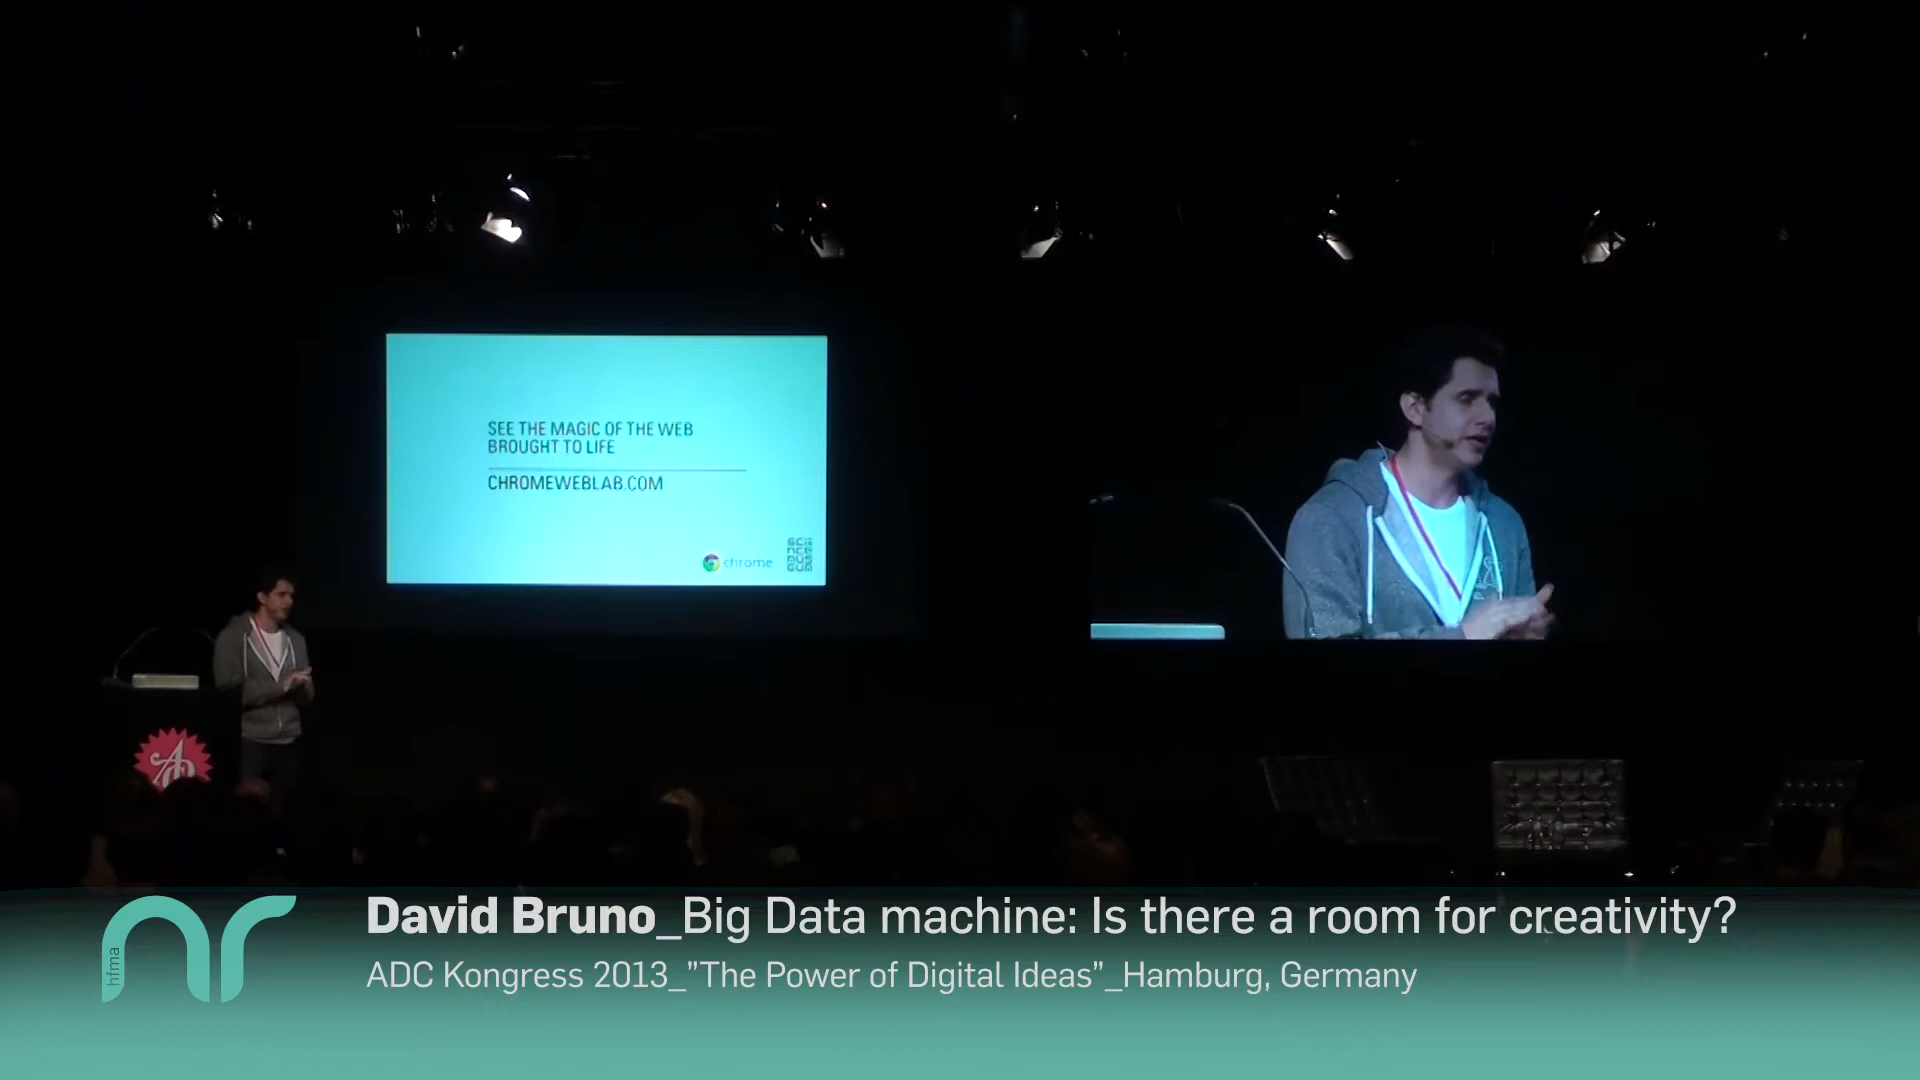 SEE THE MAGIC OF THE WEB
BROUGHT TO LIFE
CHROMEWEBLAB.COM
chrome
hfma
David Bruno_Big Data machine: Is there a room for creativity?
ADC Kongress 2013_"The Power of Digital Ideas"_Hamburg, Germany